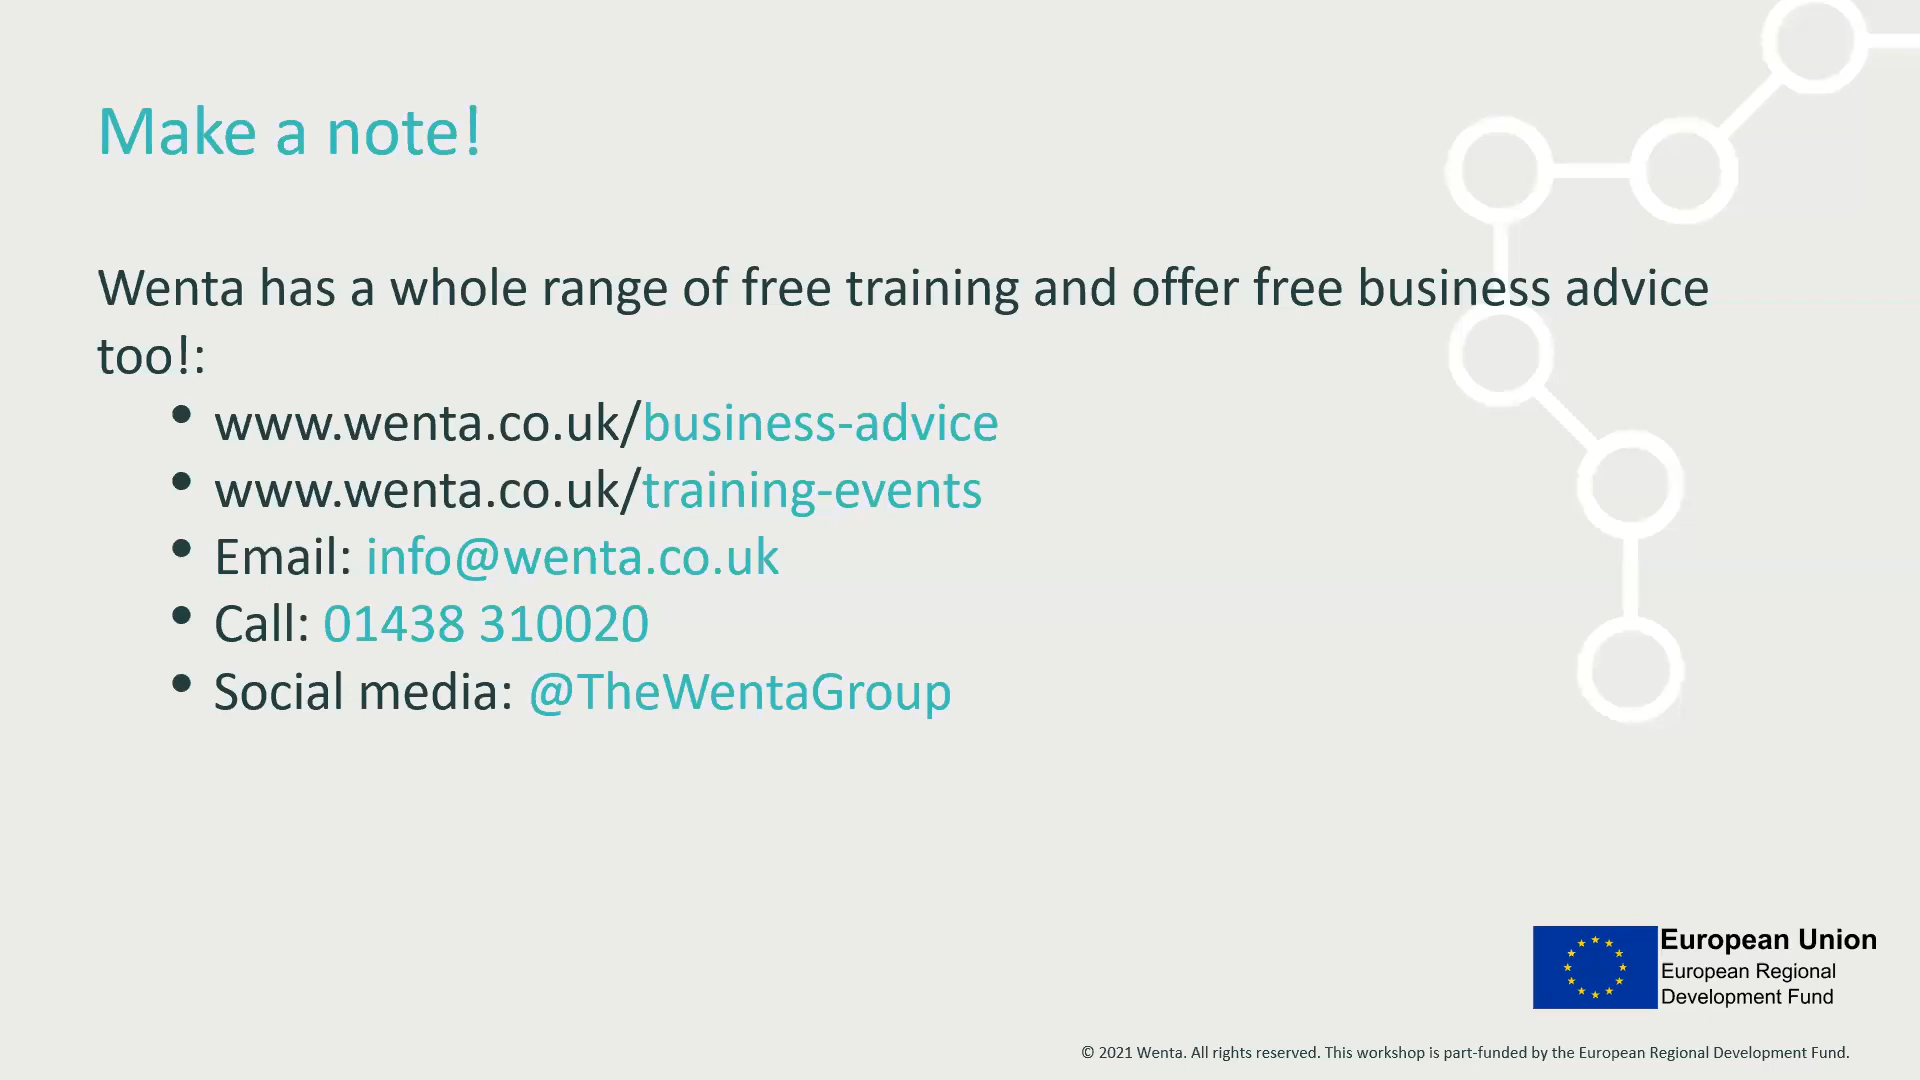 Make a note!
Wenta has a whole range of free training and offer free business advice
too!:
• www.wenta.co.uk/business-advice
• www.wenta.co.uk/training-events
• Email: info@wenta.co.uk
• Call: 01438 310020
• Social media: @TheWentaGroup
European Union
European Regional
Development Fund
© 2021 Wenta. All rights reserved. This workshop is part-funded by the European Regional Development Fund.